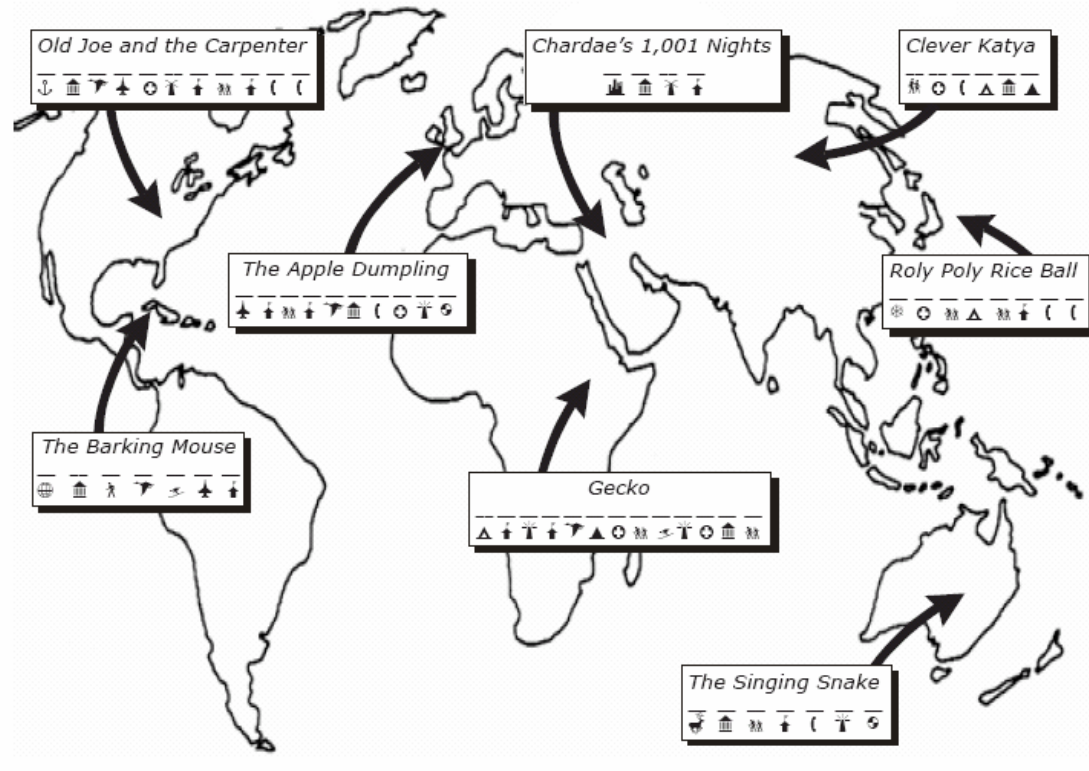 Old Joe and the Carpenter
Chardae's 1,001 Nights
Clever Katya
The Apple Dumpling
Roly Poly Rice Ball
The Barking Mouse
Gecko
The Singing Snake